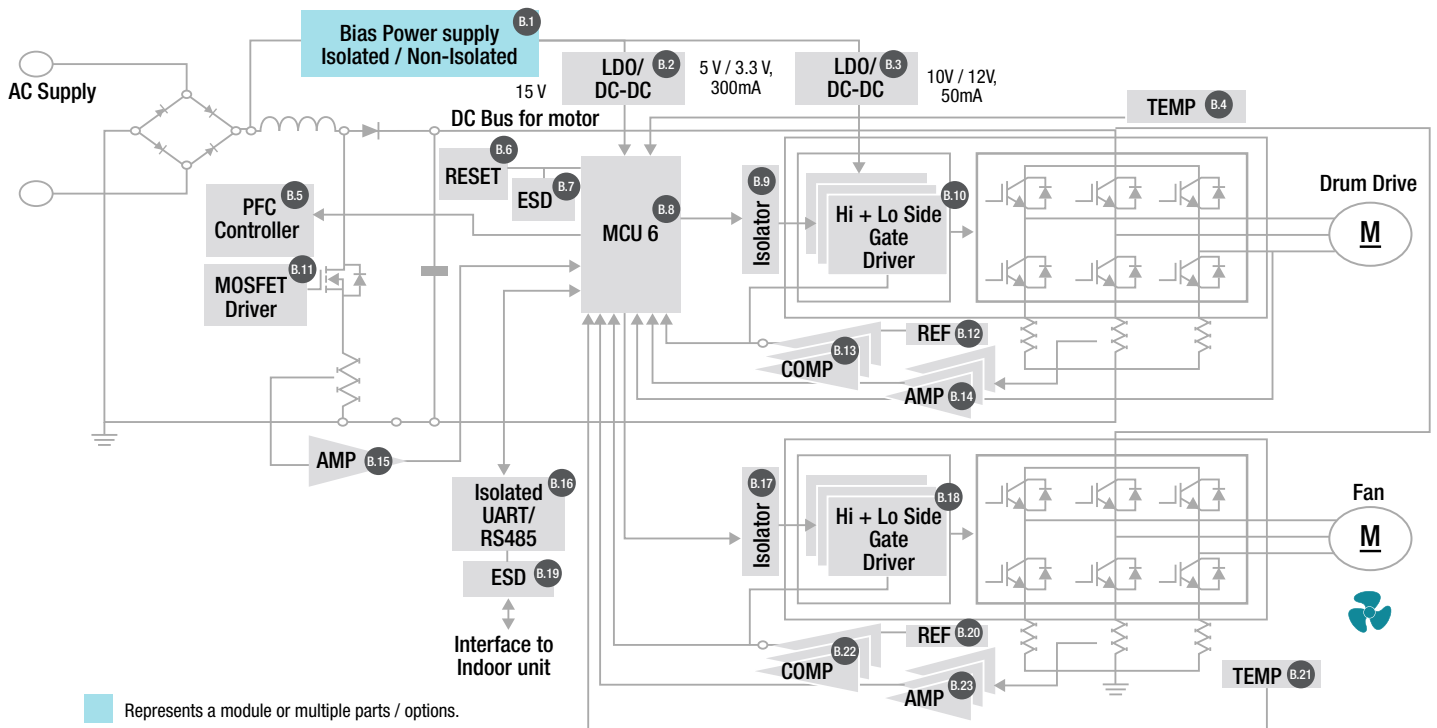 Bias Power supply
Isolated / Non-Isolated
B.1
AC Supply
15 V
LDO/
DC-DC
B.2
5 V / 3.3 V,
300mA
LDO/
DC-DC
B.3
10V / 12V,
50mA
TEMP
B.4
DC Bus for motor
RESET
B.6
ESD
B.7
PFC
Controller
B.5
MOSFET
Driver
B.11
MCU 6
B.8
Isolator
B.9
Hi + Lo Side
Gate
Driver
B.10
Drum Drive
M
REF
B.12
COMP
B.13
AMP
B.14
AMP
B.15
Isolated
UART/
RS485
B.16
ESD
B.19
Interface to
Indoor unit
Isolator
B.17
Hi + Lo Side
Gate
Driver
B.18
Fan
M
REF
B.20
COMP
B.22
AMP
B.23
TEMP
B.21
Represents a module or multiple parts / options.